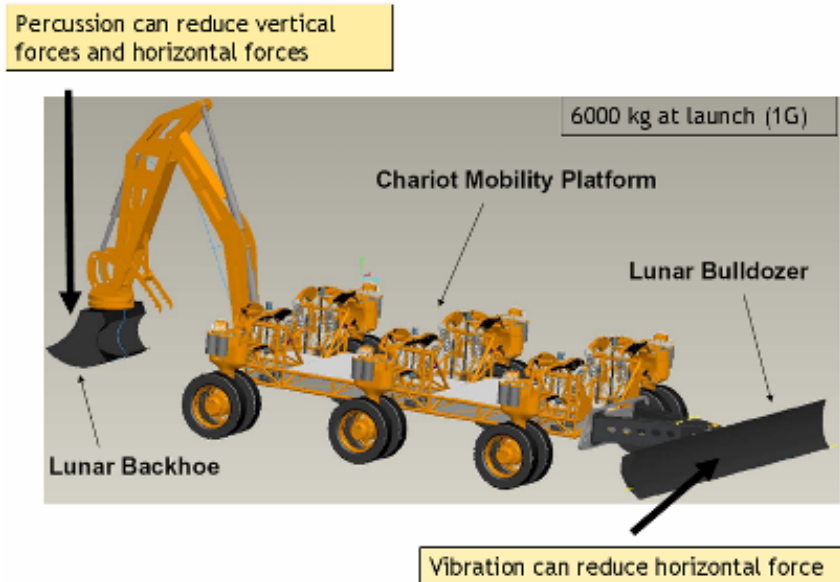 Percussion can reduce vertical
forces and horizontal forces
6000 kg at launch (1G)
Chariot Mobility Platform
Lunar Bulldozer
Lunar Backhoe
Vibration can reduce horizontal force